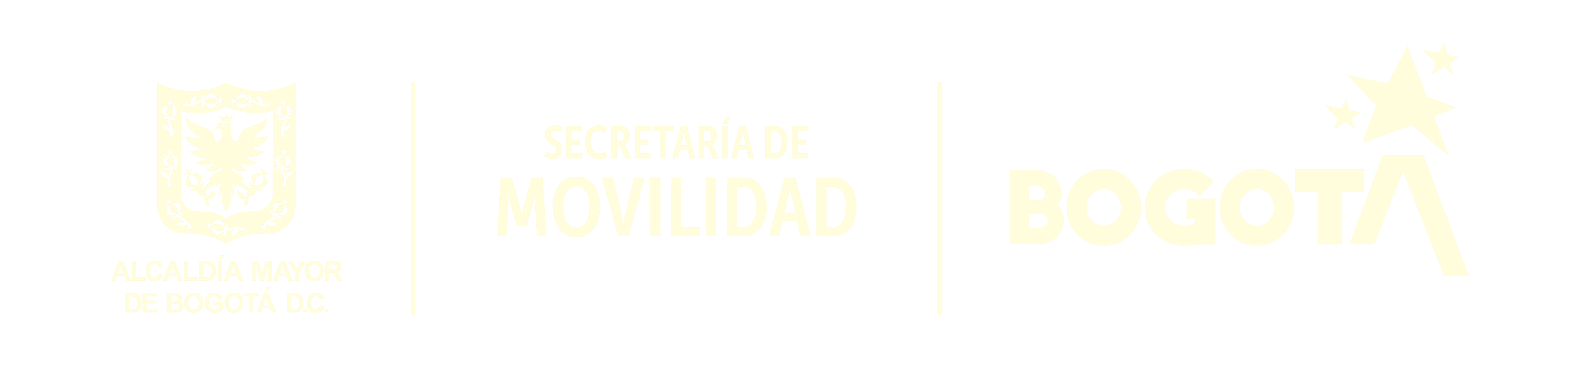 ALCALDÍA MAYOR
DE BOGOTÁ D.C.
SECRETARÍA DE
MOVILIDAD
BOGOTÁ